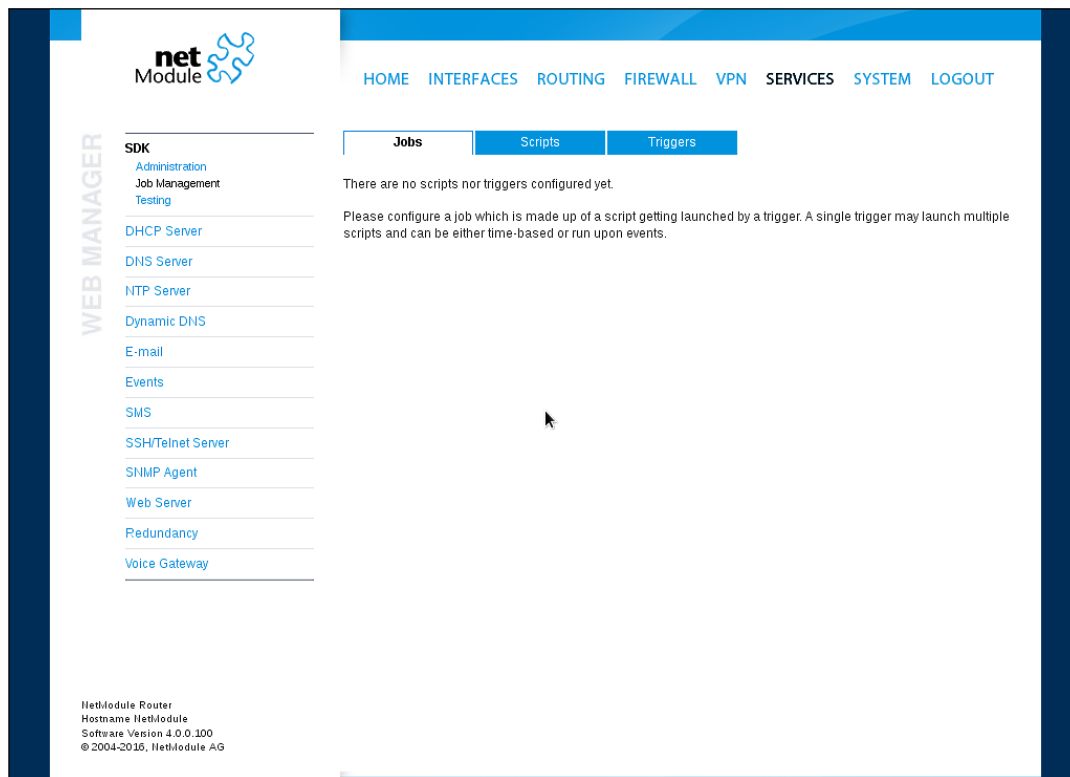 net
Module
HOME INTERFACES ROUTING FIREWALL VPN SERVICES SYSTEM LOGOUT
WEB MANAGER
SDK
Administration
Job Management
Testing
DHCP Server
DNS Server
NTP Server
Dynamic DNS
E-mail
Events
SMS
SSH/Telnet Server
SNMP Agent
Web Server
Redundancy
Voice Gateway
Jobs Scripts Triggers
There are no scripts nor triggers configured yet.
Please configure a job which is made up of a script getting launched by a trigger. A single trigger may launch multiple
scripts and can be either time-based or run upon events.
NetModule Router
Hostname NetModule
Software Version 4.0.0.100
© 2004-2016, NetModule AG